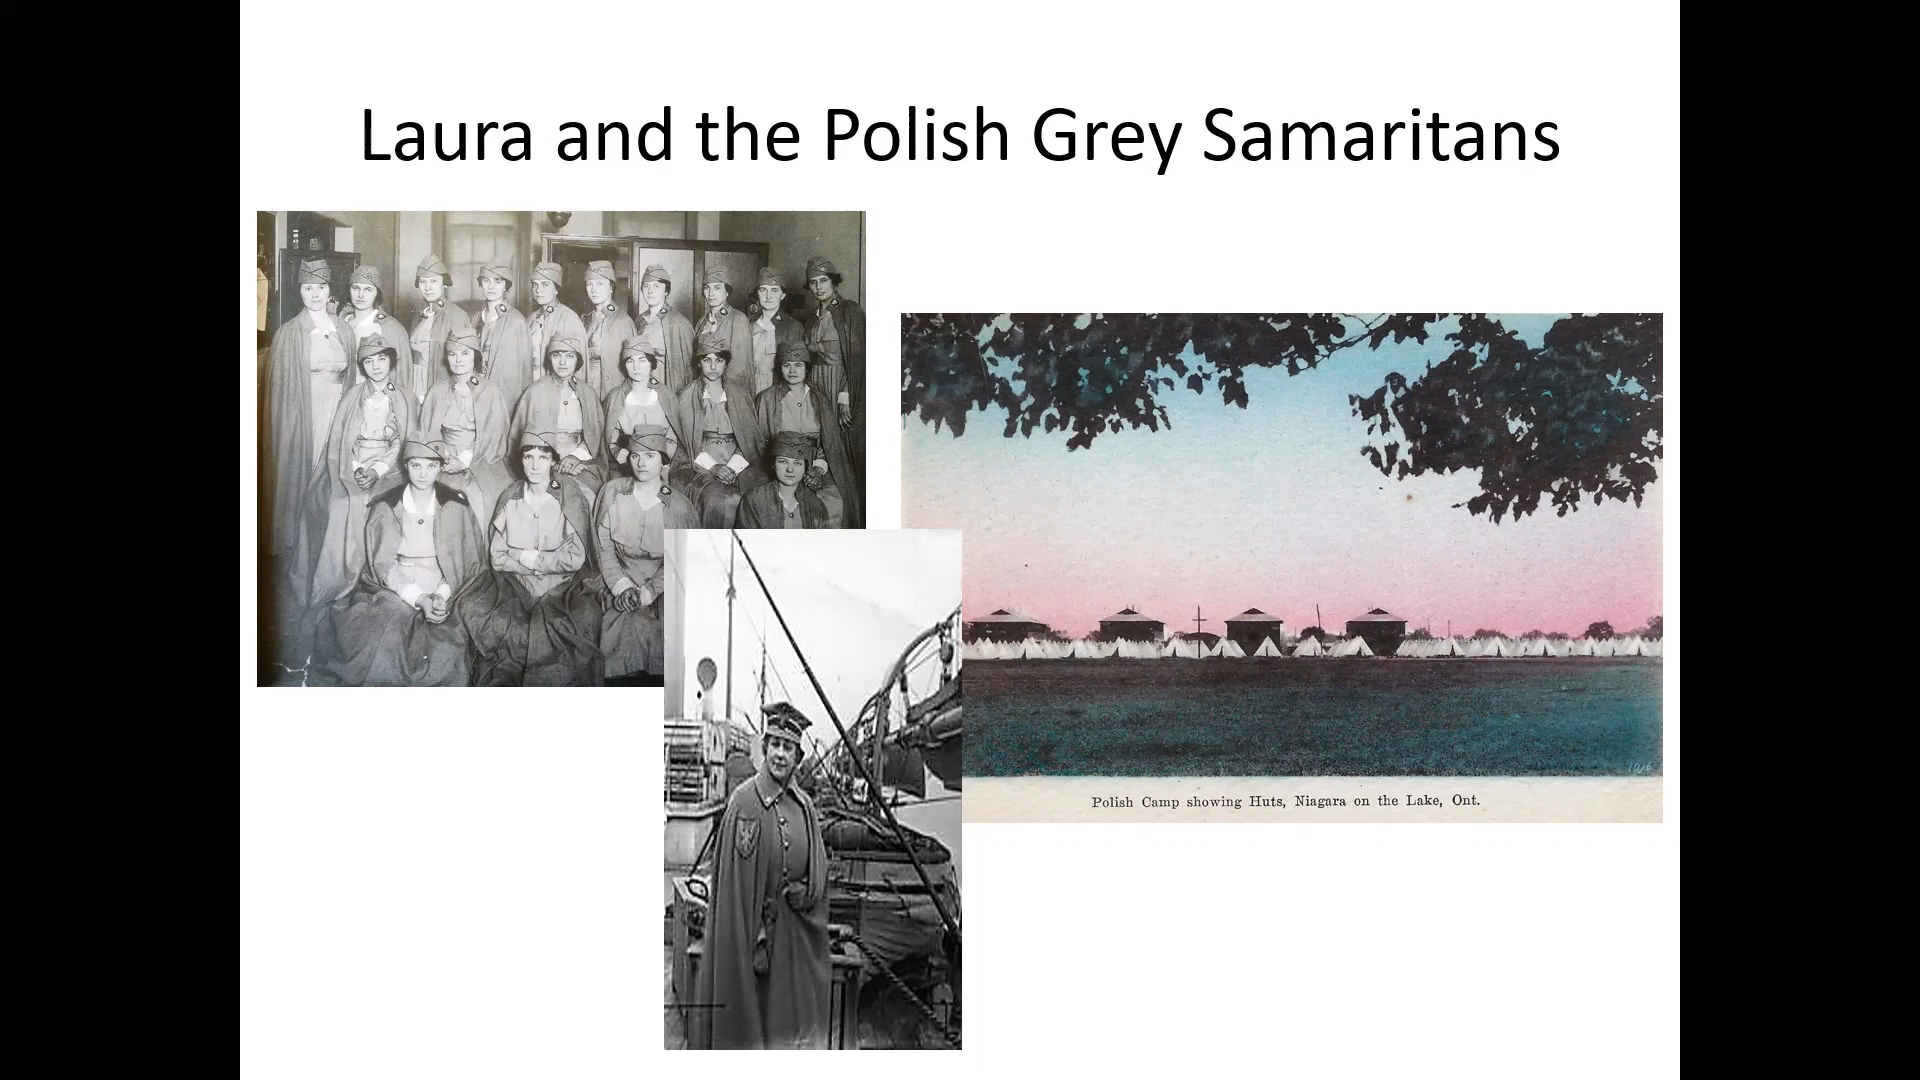 Laura and the Polish Grey Samaritans
Polish Camp showing Huts, Niagara on the Lake, Ont.